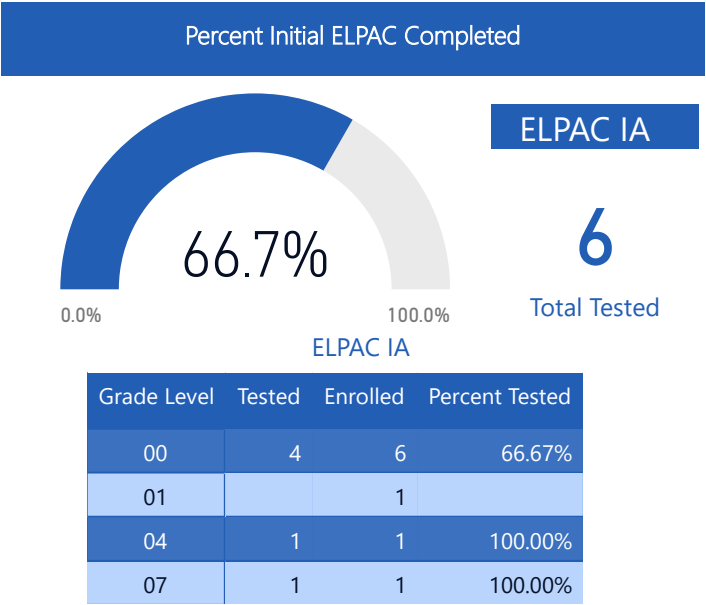 Percent Initial ELPAC Completed
ELPAC IA
66.7%
0.0% 100.0%
6
Total Tested
ELPAC IA
Grade Level Tested Enrolled Percent Tested
00 4 6 66.67%
01 1
04 1 1 100.00%
07 1 1 100.00%